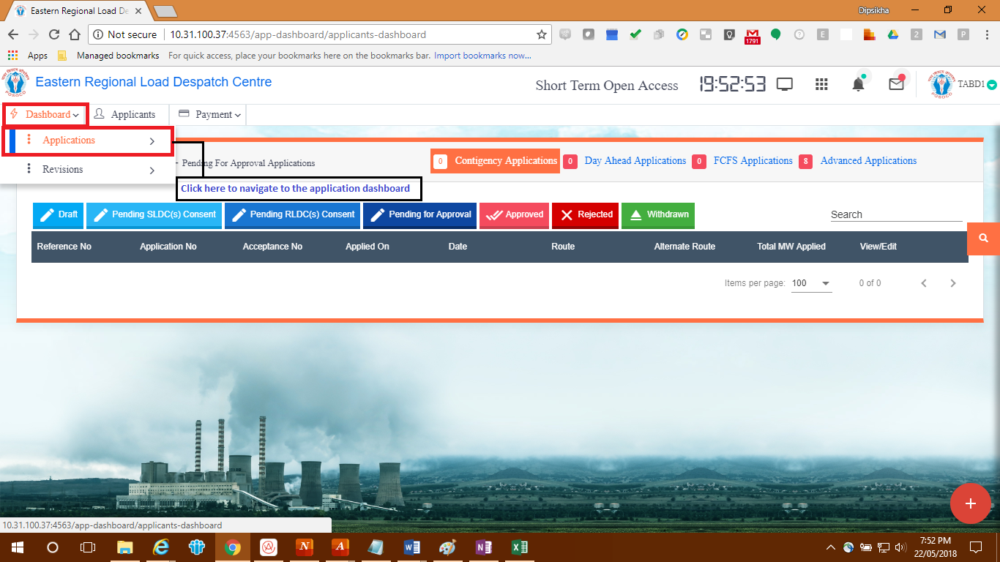 Eastern Regional Load De
Dipsikha
Not secure 10.31.100.37:4563/app-dashboard/applicants-dashboard
1791
E
2
P
Apps Managed bookmarks For quick access, place your bookmarks here on the bookmarks bar. Import bookmarks now...
POSOCO
Eastern Regional Load Despatch Centre
Short Term Open Access
19:52:53
POSOCO
TABD1
Dashboard
Applicants
Payment
Applications
Revisions
- Pending For Approval Applications
0 Contigency Applications
0 Day Ahead Applications
0 FCFS Applications
8 Advanced Applications
Click here to navigate to the application dashboard
Draft
Pending SLDC(s) Consent
Pending RLDC(s) Consent
Pending for Approval
Approved
Rejected
Withdrawn
Search
Reference No Application No Acceptance No Applied On Date Route Alternate Route Total MW Applied View/Edit
Items per page: 100 0 of 0
10.31.100.37:4563/app-dashboard/applicants-dashboard
7:52 PM
22/05/2018